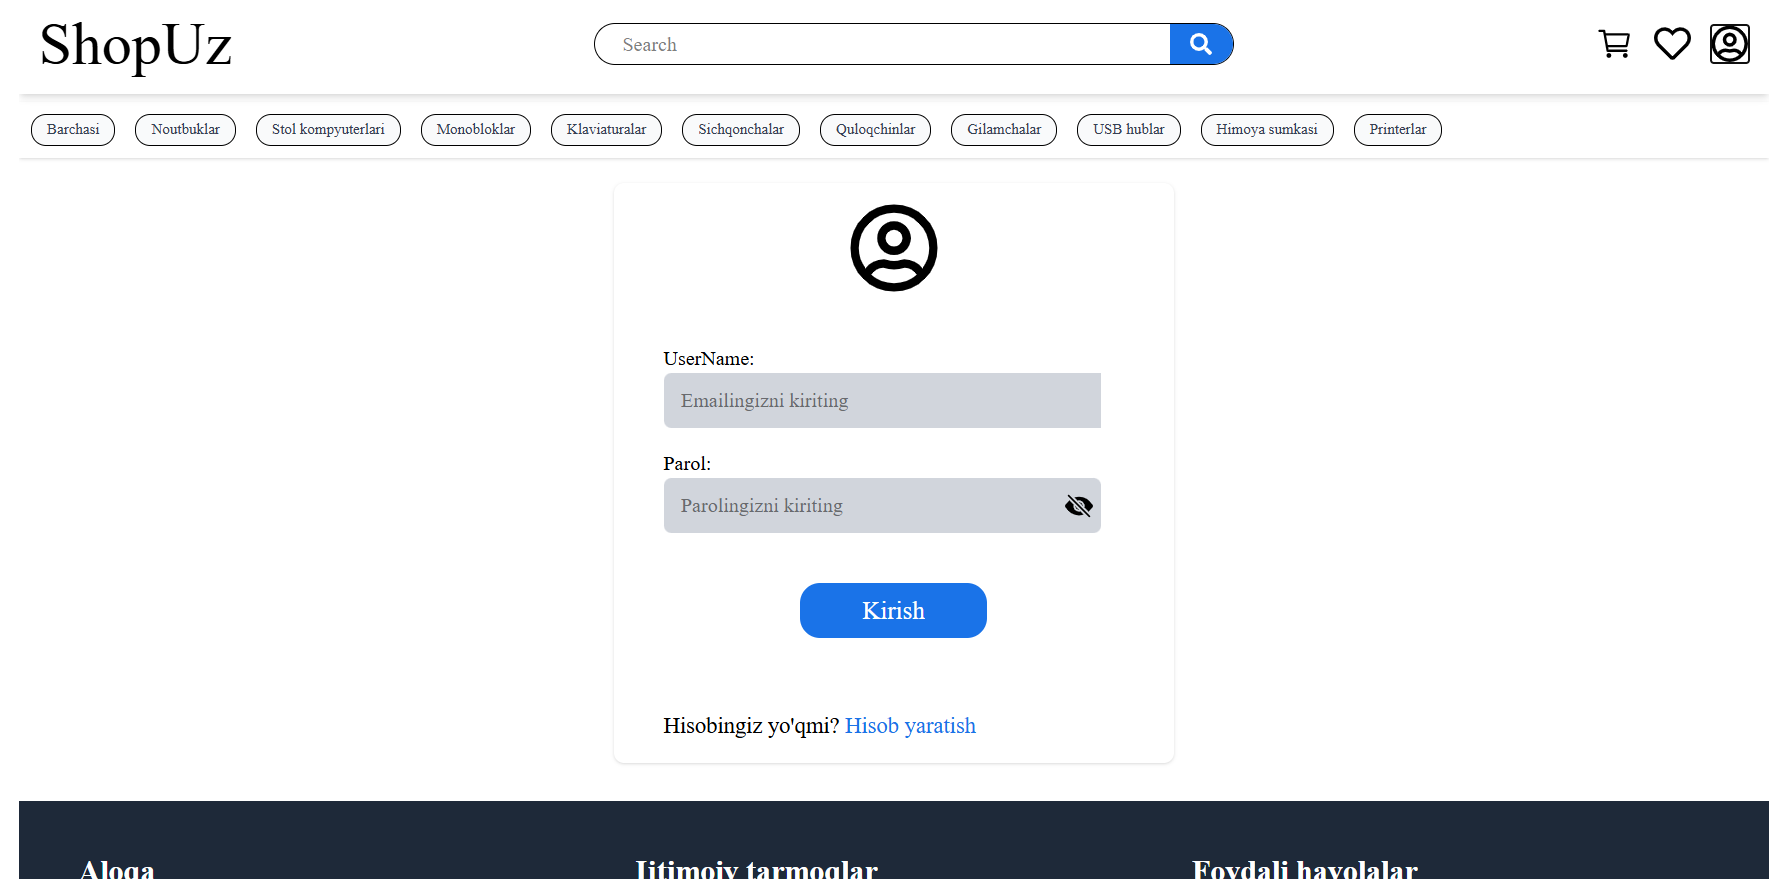 ShopUz
Search
Barchasi Noutbuklar Stol kompyuterlari Monobloklar Klaviaturalar Sichqonchalar Quloqchinlar Gilamchalar USB hublar Himoya sumkasi Printerlar
UserName:
Emailingizni kiriting
Parol:
Parolingizni kiriting
Kirish
Hisobingiz yo'qmi? Hisob yaratish
Aloqa Ijtimoiy tarmoqlar Foydali havolalar